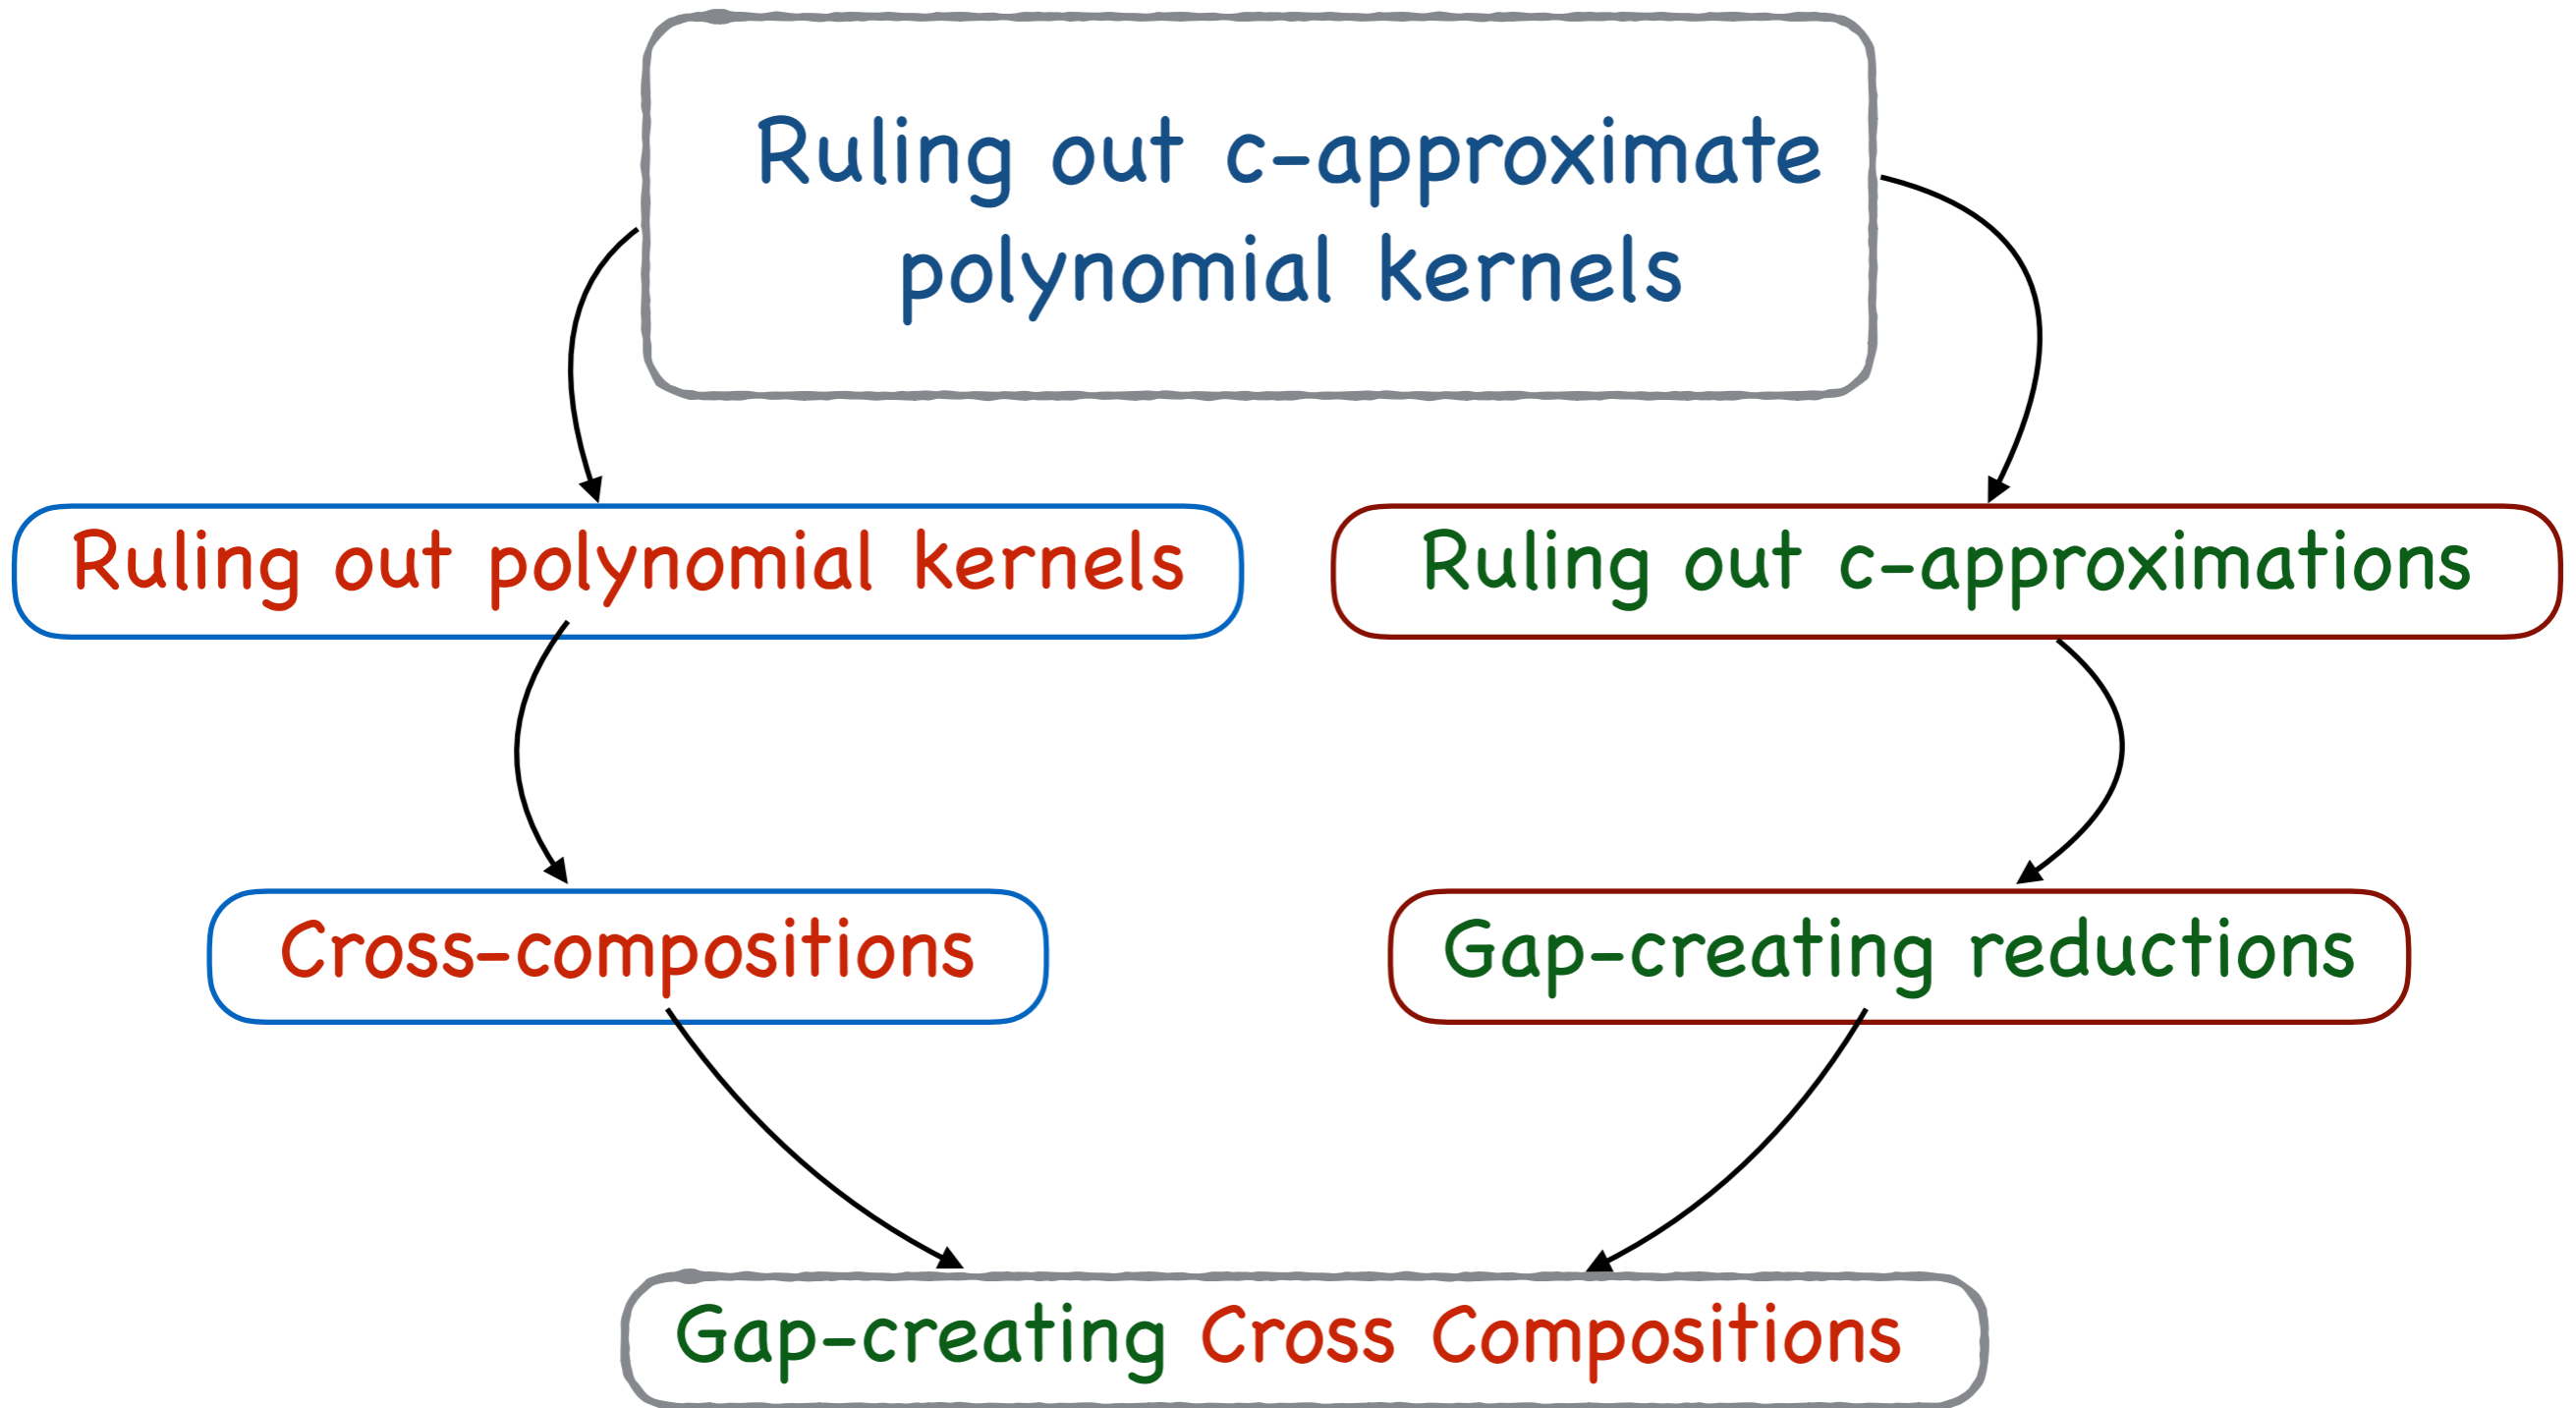 Ruling out c-approximate
polynomial kernels
Ruling out polynomial kernels
Ruling out c-approximations
Cross-compositions
Gap-creating reductions
Gap-creating Cross Compositions